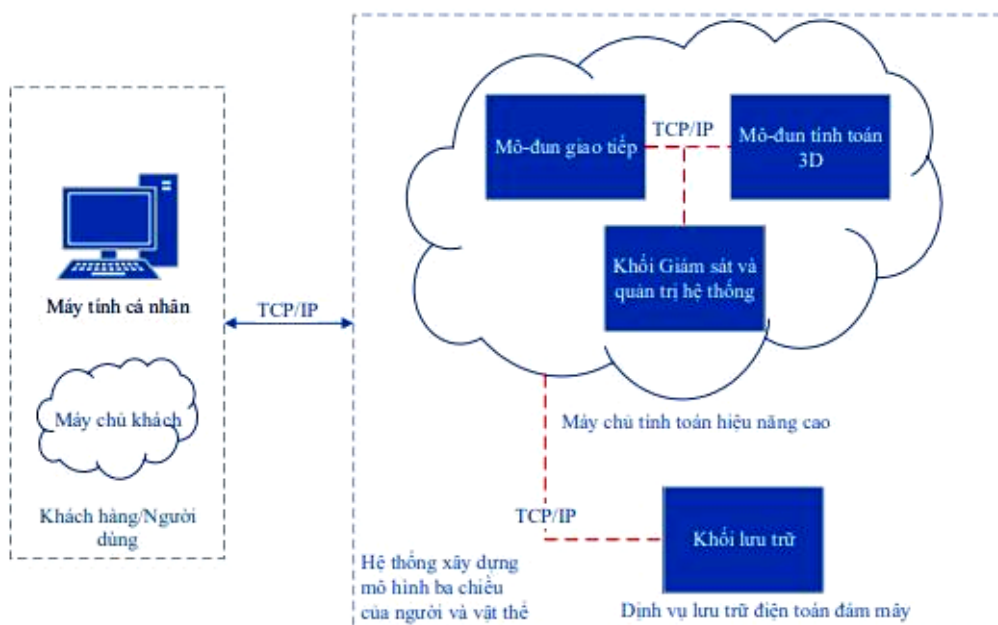 Máy tính cá nhân
Máy chủ khách
Khách hàng/Người
dùng
TCP/IP
Mô-đun giao tiếp
TCP/IP
Mô-đun tính toán
3D
Khối Giám sát và
quản trị hệ thống
Máy chủ tính toán hiệu năng cao
TCP/IP
Khối lưu trữ
Dịnh vụ lưu trữ điện toán đám mây
Hệ thống xây dựng
mô hình ba chiều
của người và vật thể